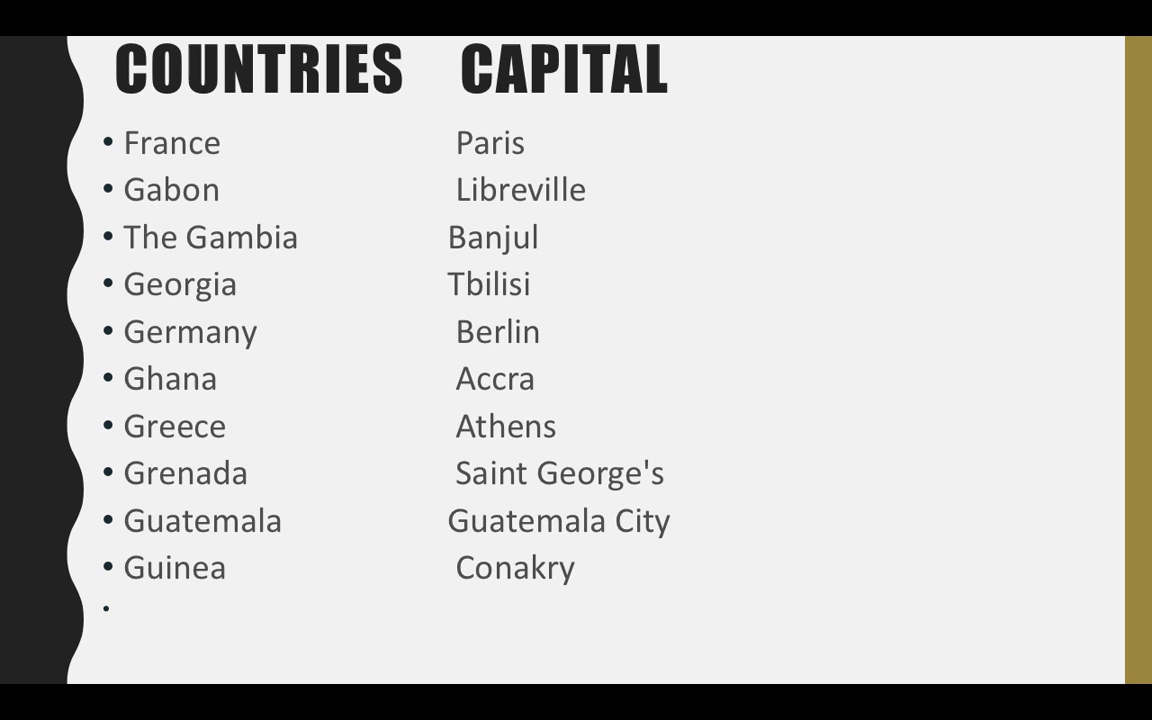 COUNTRIES CAPITAL
• France Paris
• Gabon Libreville
• The Gambia Banjul
• Georgia Tbilisi
• Germany Berlin
• Ghana Accra
• Greece Athens
• Grenada Saint George's
• Guatemala Guatemala City
• Guinea Conakry
•